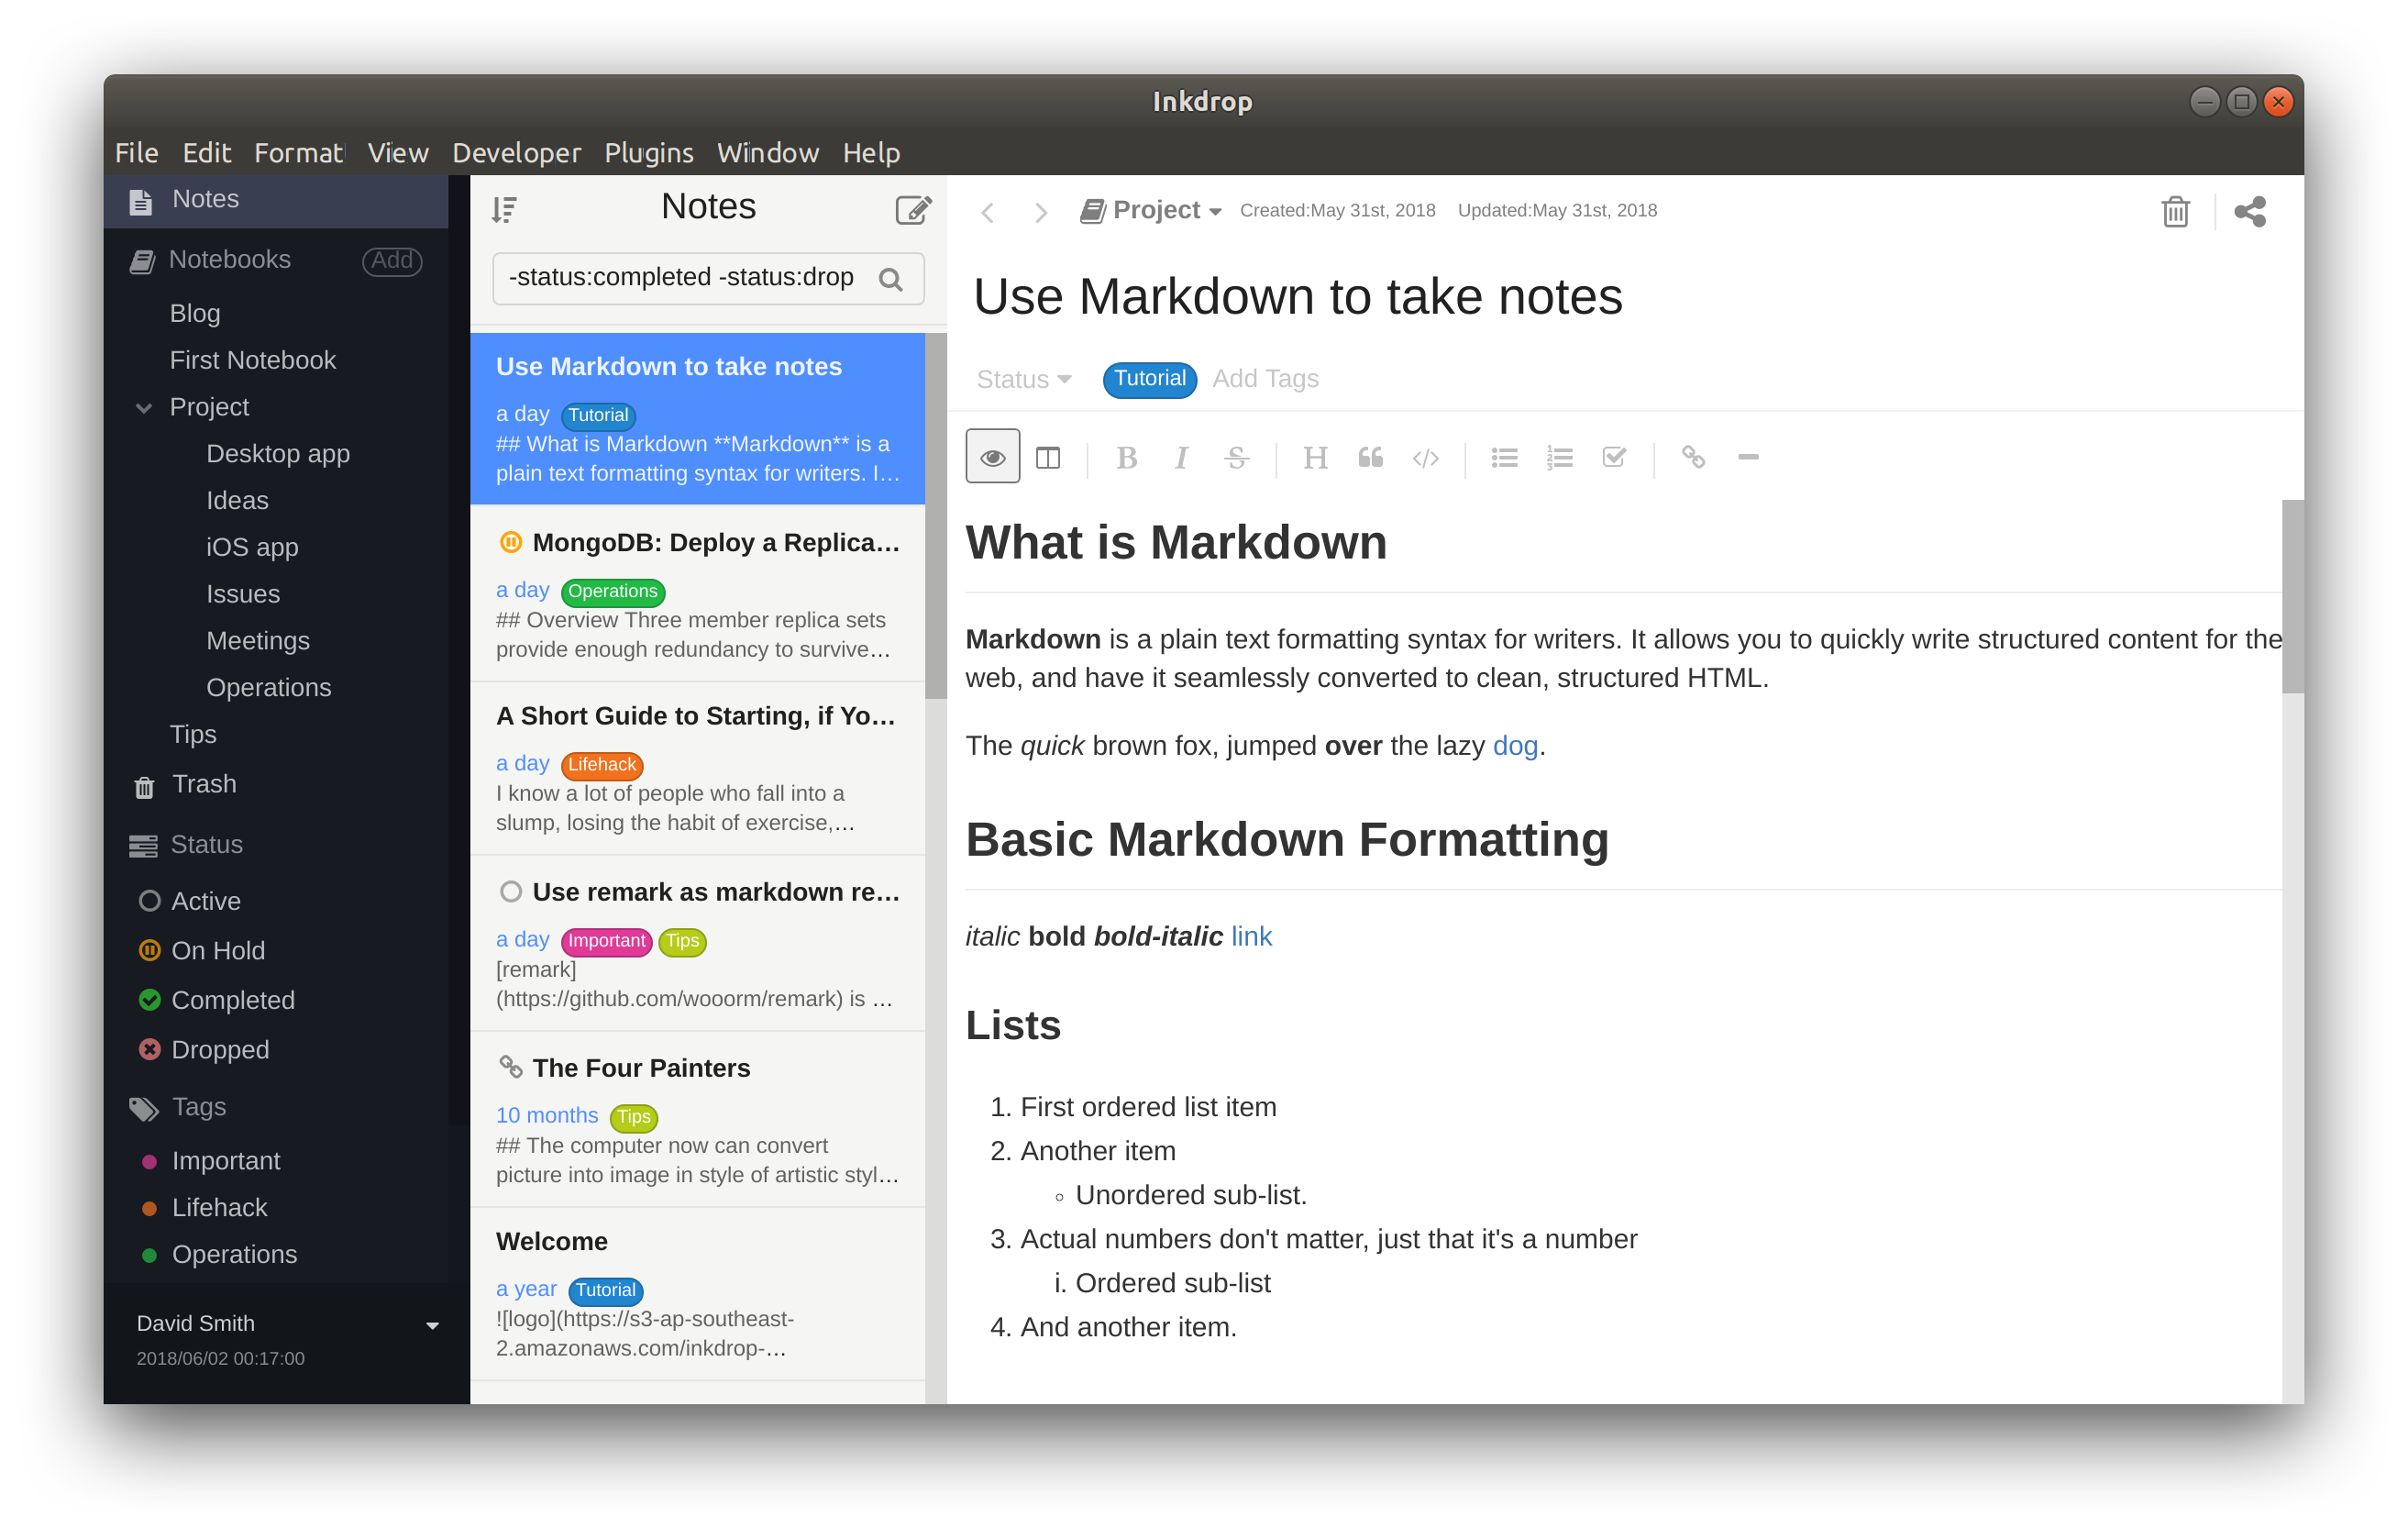 Inkdrop
File Edit Format View Developer Plugins Window Help
Notes
Notebooks Add
Blog
First Notebook
Project
Desktop app
Ideas
iOS app
Issues
Meetings
Operations
Tips
Trash
Status
Active
On Hold
Completed
Dropped
Tags
Important
Lifehack
Operations
David Smith
2018/06/02 00:17:00
Notes
-status:completed -status:drop
Use Markdown to take notes
a day Tutorial
## What is Markdown **Markdown** is a
plain text formatting syntax for writers. I…
MongoDB: Deploy a Replica…
a day Operations
## Overview Three member replica sets
provide enough redundancy to survive…
A Short Guide to Starting, if Yo…
a day Lifehack
I know a lot of people who fall into a
slump, losing the habit of exercise,…
Use remark as markdown re…
a day Important Tips
[remark]
(https://github.com/wooorm/remark) is …
The Four Painters
10 months Tips
## The computer now can convert
picture into image in style of artistic styl…
Welcome
a year Tutorial
![logo](https://s3-ap-southeast-
2.amazonaws.com/inkdrop-…
Project Created:May 31st, 2018 Updated:May 31st, 2018
Use Markdown to take notes
Status Tutorial Add Tags
B I S H
What is Markdown
Markdown is a plain text formatting syntax for writers. It allows you to quickly write structured content for the
web, and have it seamlessly converted to clean, structured HTML.
The quick brown fox, jumped over the lazy dog.
Basic Markdown Formatting
italic bold bold-italic link
Lists
1. First ordered list item
2. Another item
◦ Unordered sub-list.
3. Actual numbers don't matter, just that it's a number
i. Ordered sub-list
4. And another item.